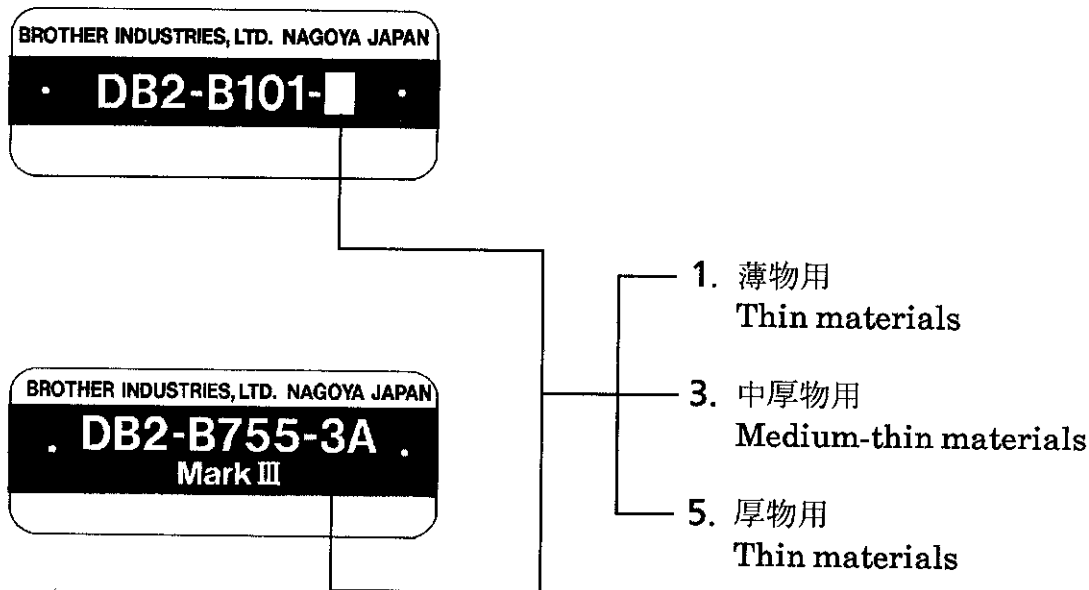 BROTHER INDUSTRIES, LTD. NAGOYA JAPAN
· DB2-B101- ·
1. 薄物用
Thin materials
BROTHER INDUSTRIES, LTD. NAGOYA JAPAN
. DB2-B755-3A .
Mark Ⅲ
3. 中厚物用
Medium-thin materials
5. 厚物用
Thin materials